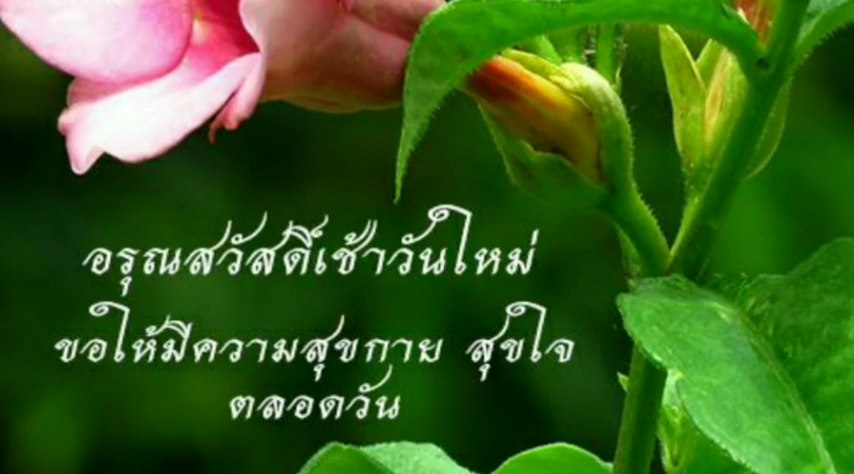 อรุณสวัสดิ์เช้าวันใหม่
ขอให้มีความสุขกาย สุขใจ
ตลอดวัน